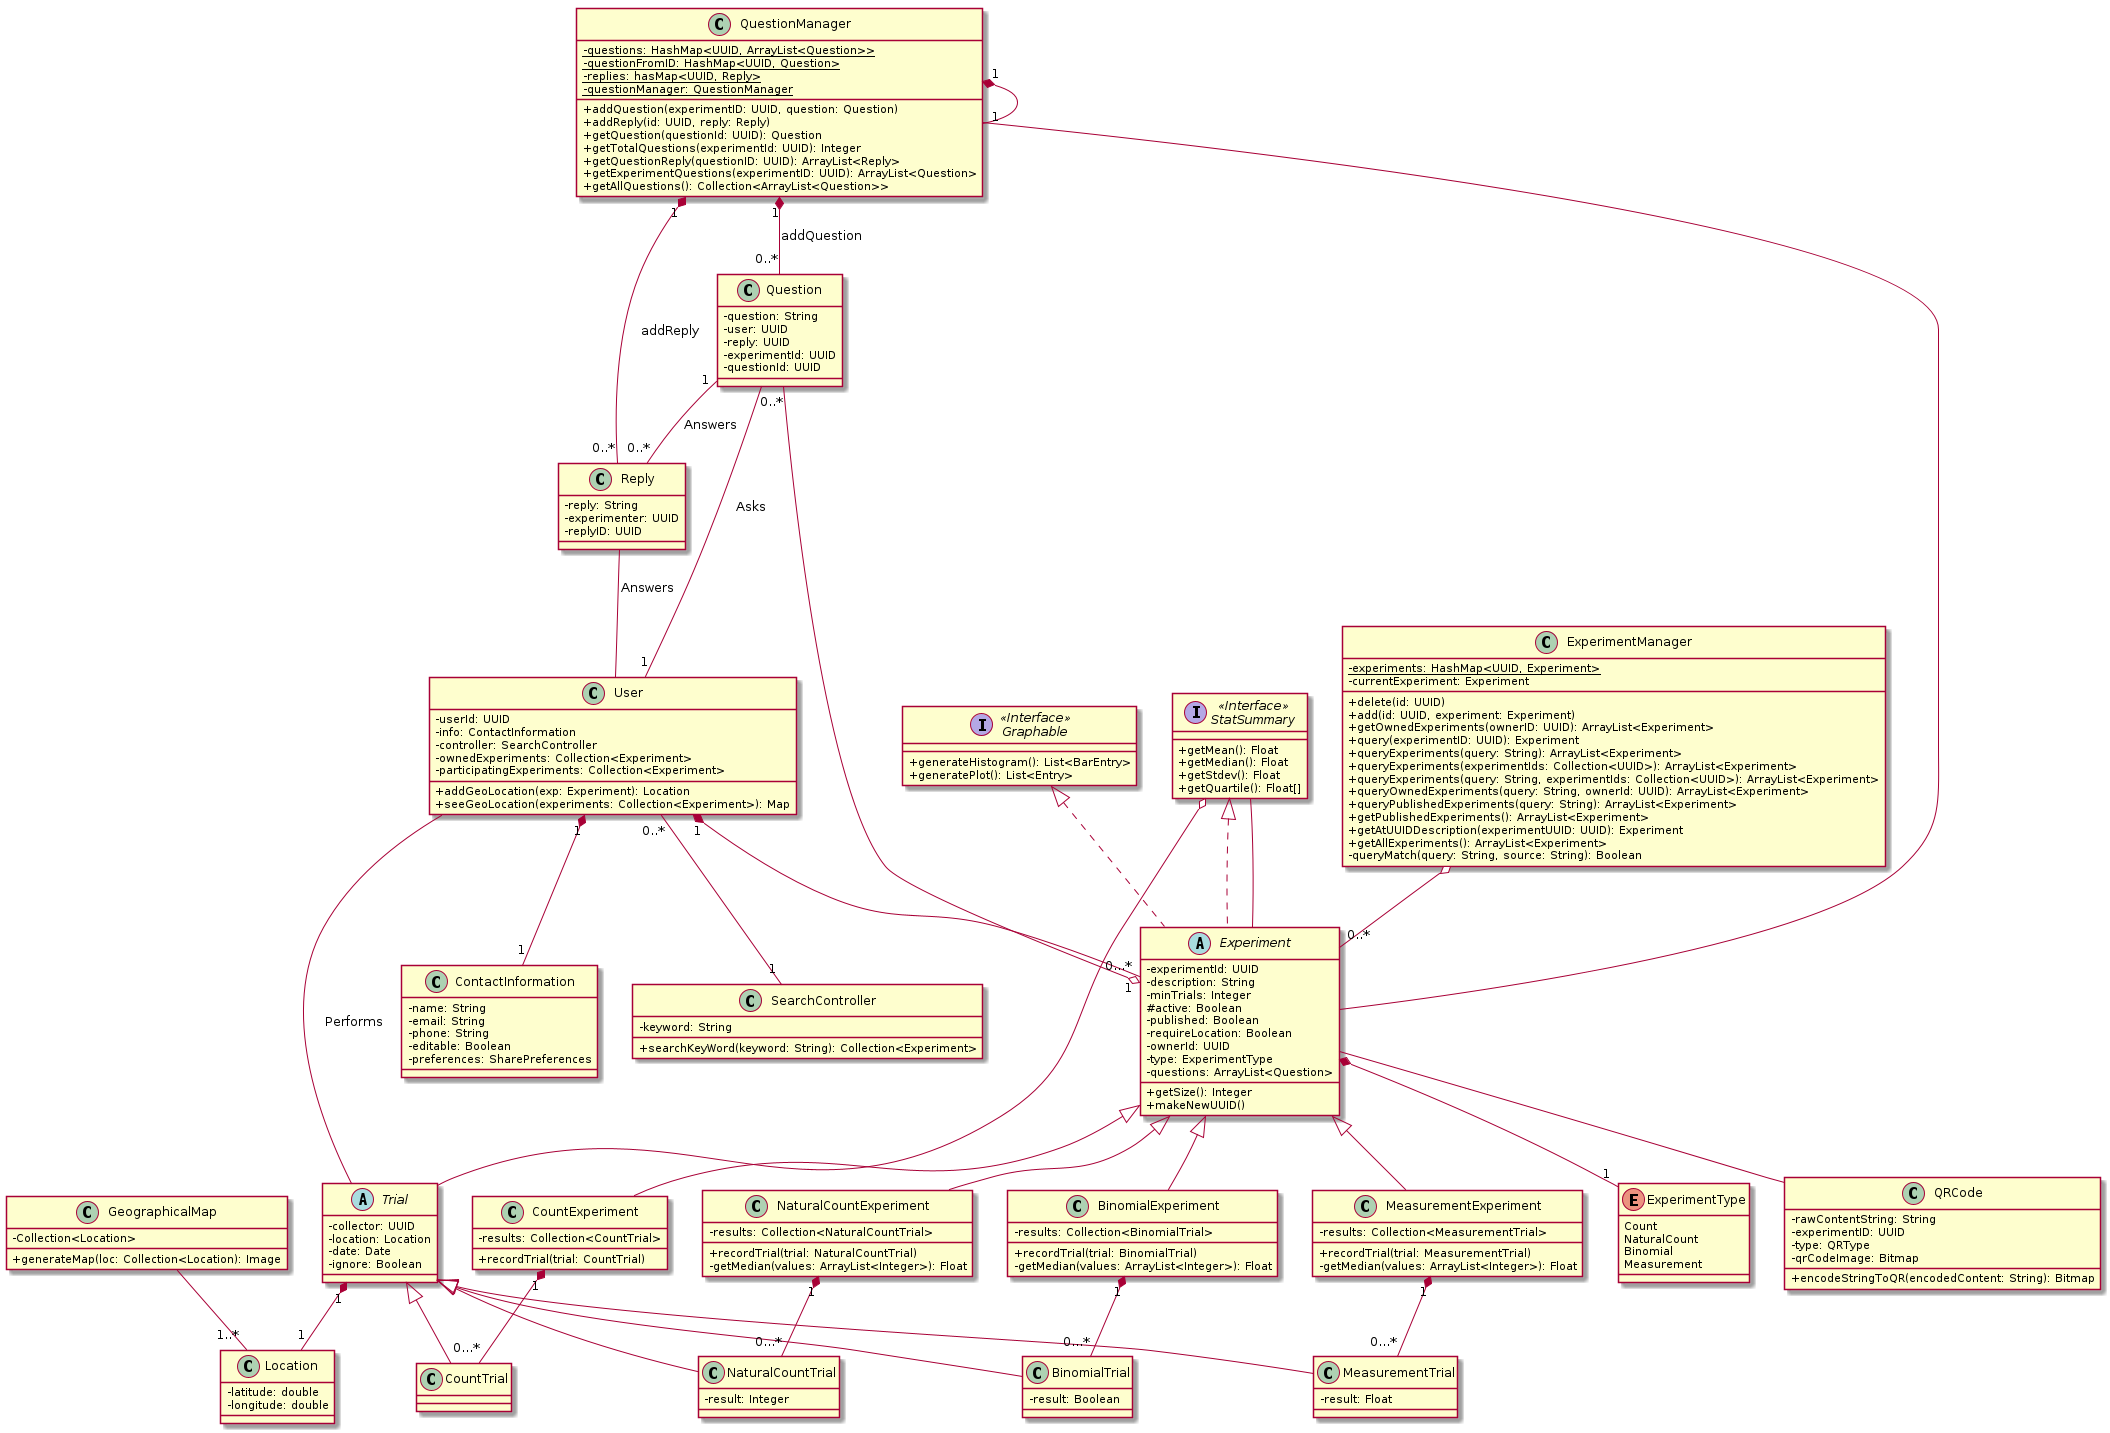 QuestionManager
-questions: HashMap<UUID, ArrayList<Question>>
-questionFromID: HashMap<UUID, Question>
-replies: hasMap<UUID, Reply>
-questionManager: QuestionManager
+addQuestion(experimentID: UUID, question: Question)
+addReply(id: UUID, reply: Reply)
+getQuestion(questionId: UUID): Question
+getTotalQuestions(experimentId: UUID): Integer
+getQuestionReply(questionID: UUID): ArrayList<Reply>
+getExperimentQuestions(experimentID: UUID): ArrayList<Question>
+getAllQuestions(): Collection<ArrayList<Question>>
1
1
1
1
addQuestion
0..*
addReply
C Question
-question: String
-user: UUID
-reply: UUID
-experimentId: UUID
-questionId: UUID
1
0..*
Answers
0..*
0..*
Asks
C Reply
-reply: String
-experimenter: UUID
-replyID: UUID
Answers
1
C User
-userId: UUID
-info: ContactInformation
-controller: SearchController
-ownedExperiments: Collection<Experiment>
-participatingExperiments: Collection<Experiment>
+addGeoLocation(exp: Experiment): Location
+seeGeoLocation(experiments: Collection<Experiment>): Map
1
0..*
1
I «Interface»
Graphable
+generateHistogram(): List<BarEntry>
+generatePlot(): List<Entry>
I «Interface»
StatSummary
+getMean(): Float
+getMedian(): Float
+getStdev(): Float
+getQuartile(): Float[]
C ExperimentManager
-experiments: HashMap<UUID, Experiment>
-currentExperiment: Experiment
+delete(id: UUID)
+add(id: UUID, experiment: Experiment)
+getOwnedExperiments(ownerID: UUID): ArrayList<Experiment>
+query(experimentID: UUID): Experiment
+queryExperiments(query: String): ArrayList<Experiment>
+queryExperiments(experimentIds: Collection<UUID>): ArrayList<Experiment>
+queryExperiments(query: String, experimentIds: Collection<UUID>): ArrayList<Experiment>
+queryOwnedExperiments(query: String, ownerId: UUID): ArrayList<Experiment>
+queryPublishedExperiments(query: String): ArrayList<Experiment>
+getPublishedExperiments(): ArrayList<Experiment>
+getAtUUIDDescription(experimentUUID: UUID): Experiment
+getAllExperiments(): ArrayList<Experiment>
-queryMatch(query: String, source: String): Boolean
0..*
1
1
0...*
1
Performs
C ContactInformation
-name: String
-email: String
-phone: String
-editable: Boolean
-preferences: SharePreferences
C SearchController
-keyword: String
+searchKeyWord(keyword: String): Collection<Experiment>
A Experiment
-experimentId: UUID
-description: String
-minTrials: Integer
#active: Boolean
-published: Boolean
-requireLocation: Boolean
-ownerId: UUID
-type: ExperimentType
-questions: ArrayList<Question>
+getSize(): Integer
+makeNewUUID()
1
C GeographicalMap
-Collection<Location>
+generateMap(loc: Collection<Location): Image
A Trial
-collector: UUID
-location: Location
-date: Date
-ignore: Boolean
C CountExperiment
-results: Collection<CountTrial>
+recordTrial(trial: CountTrial)
C NaturalCountExperiment
-results: Collection<NaturalCountTrial>
+recordTrial(trial: NaturalCountTrial)
-getMedian(values: ArrayList<Integer>): Float
C BinomialExperiment
-results: Collection<BinomialTrial>
+recordTrial(trial: BinomialTrial)
-getMedian(values: ArrayList<Integer>): Float
C MeasurementExperiment
-results: Collection<MeasurementTrial>
+recordTrial(trial: MeasurementTrial)
-getMedian(values: ArrayList<Integer>): Float
E ExperimentType
Count
NaturalCount
Binomial
Measurement
C QRCode
-rawContentString: String
-experimentID: UUID
-type: QRType
-qrCodeImage: Bitmap
+encodeStringToQR(encodedContent: String): Bitmap
1
1
1
1
1
1..*
1
0...*
0...*
0...*
0...*
C Location
-latitude: double
-longitude: double
C CountTrial
C NaturalCountTrial
-result: Integer
C BinomialTrial
-result: Boolean
C MeasurementTrial
-result: Float